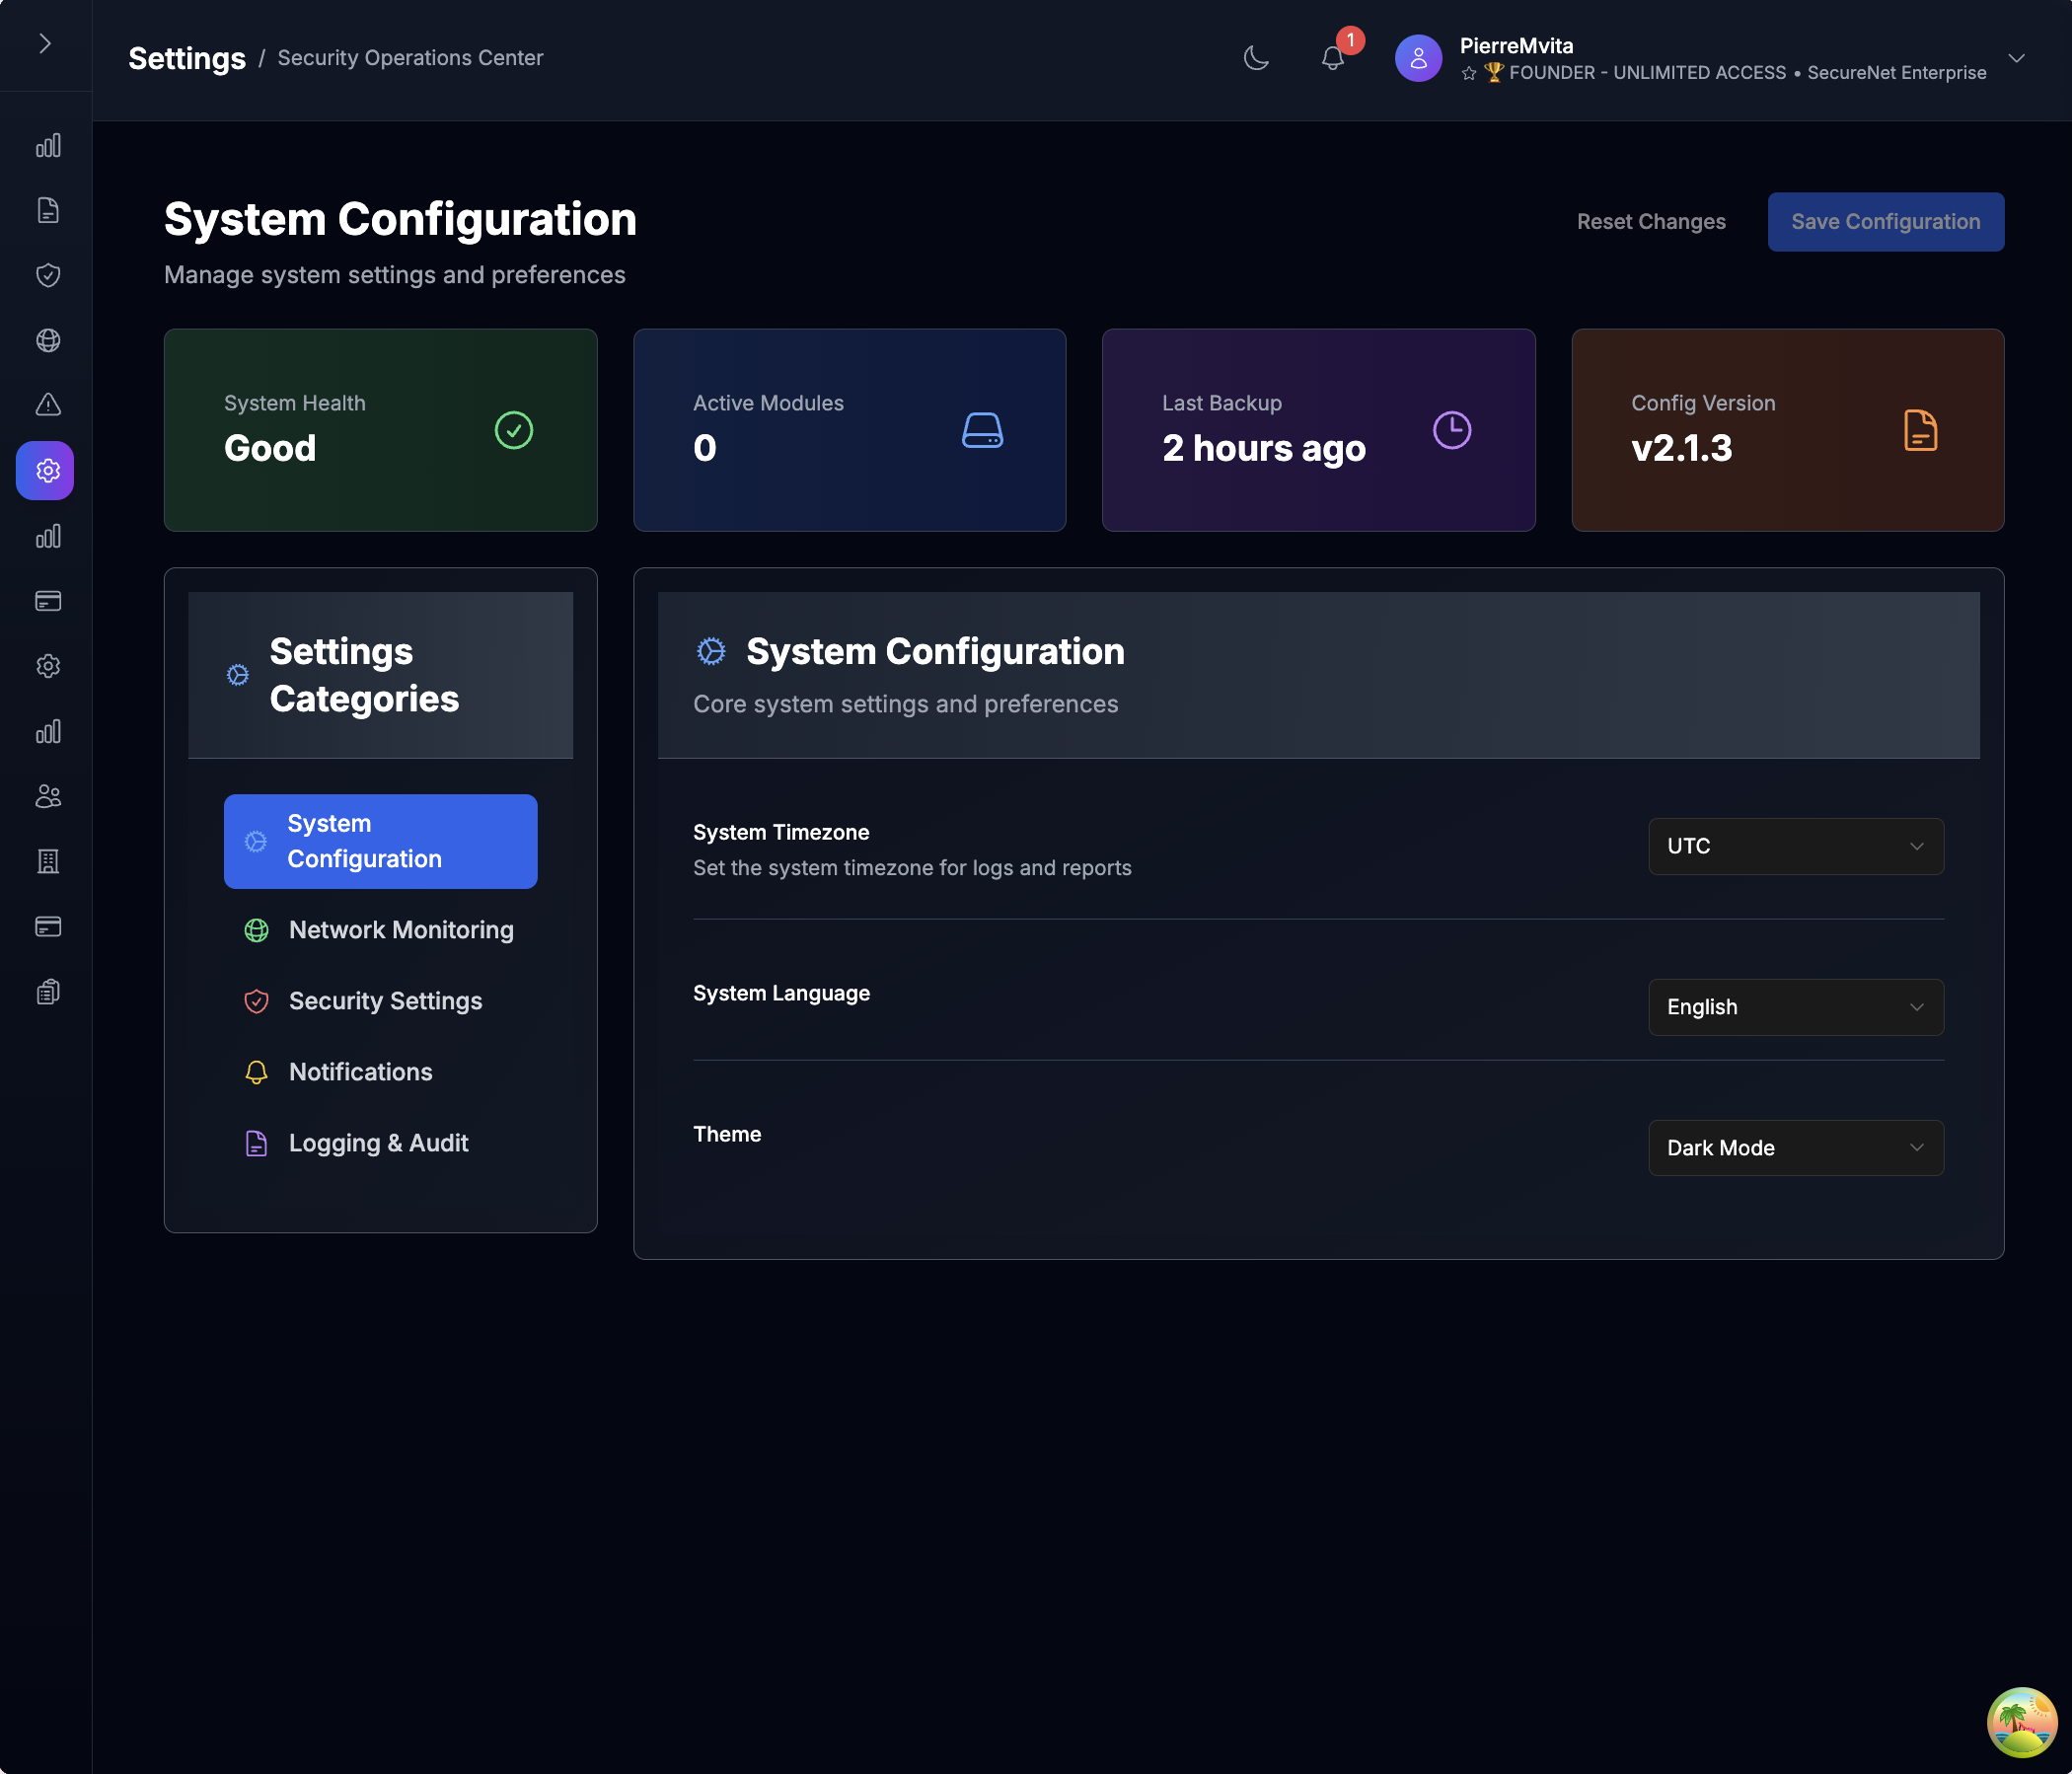 Settings / Security Operations Center
1
PierreMvita
🏆 FOUNDER - UNLIMITED ACCESS • SecureNet Enterprise
System Configuration
Manage system settings and preferences
Reset Changes
Save Configuration
System Health
Good
Active Modules
0
Last Backup
2 hours ago
Config Version
v2.1.3
Settings
Categories
System
Configuration
Network Monitoring
Security Settings
Notifications
Logging & Audit
System Configuration
Core system settings and preferences
System Timezone
Set the system timezone for logs and reports
UTC
System Language
English
Theme
Dark Mode